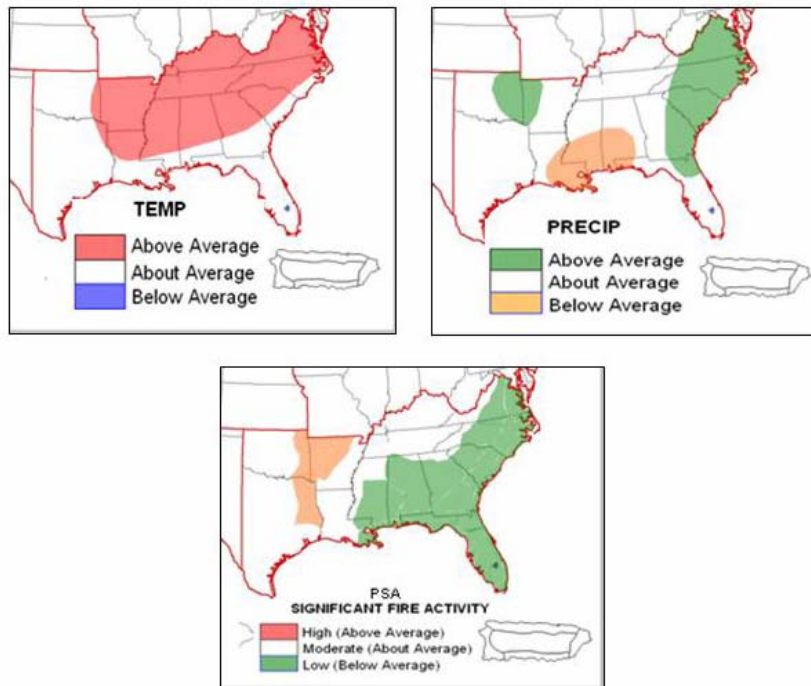 TEMP
Above Average
About Average
Below Average
PRECIP
Above Average
About Average
Below Average
PSA
SIGNIFICANT FIRE ACTIVITY
High (Above Average)
Moderate (About Average)
Low (Below Average)